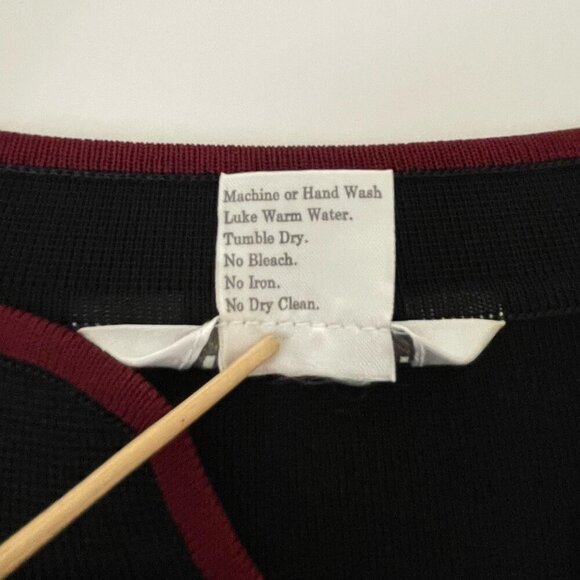 Machine or Hand Wash
Luke Warm Water.
Tumble Dry.
No Bleach.
No Iron.
No Dry Clean.